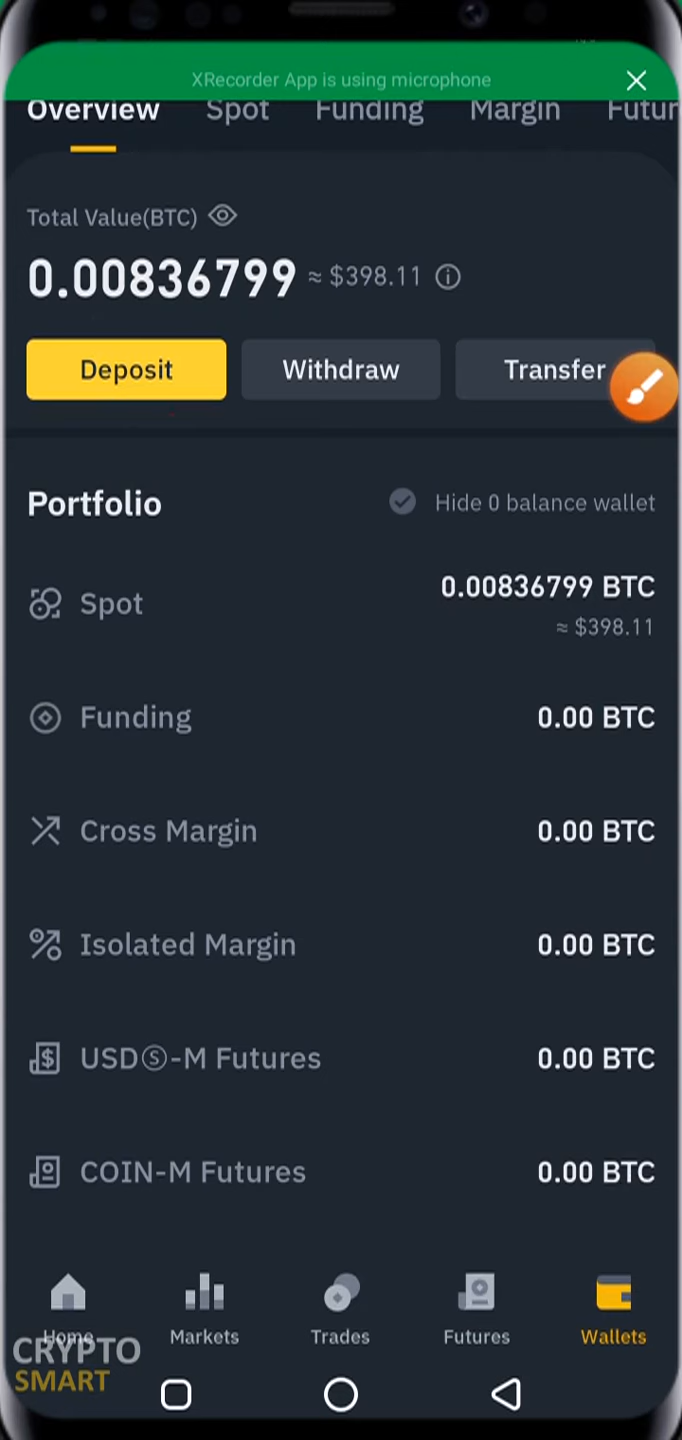 XRecorder App is using microphone
Overview Spot Funding Margin Futur
Total Value(BTC)
0.00836799 ≈ $398.11
Deposit Withdraw Transfer
Portfolio Hide 0 balance wallet
Spot 0.00836799 BTC
≈ $398.11
Funding 0.00 BTC
Cross Margin 0.00 BTC
Isolated Margin 0.00 BTC
USDⓈ-M Futures 0.00 BTC
COIN-M Futures 0.00 BTC
Home Markets Trades Futures Wallets
CRYPTO
SMART